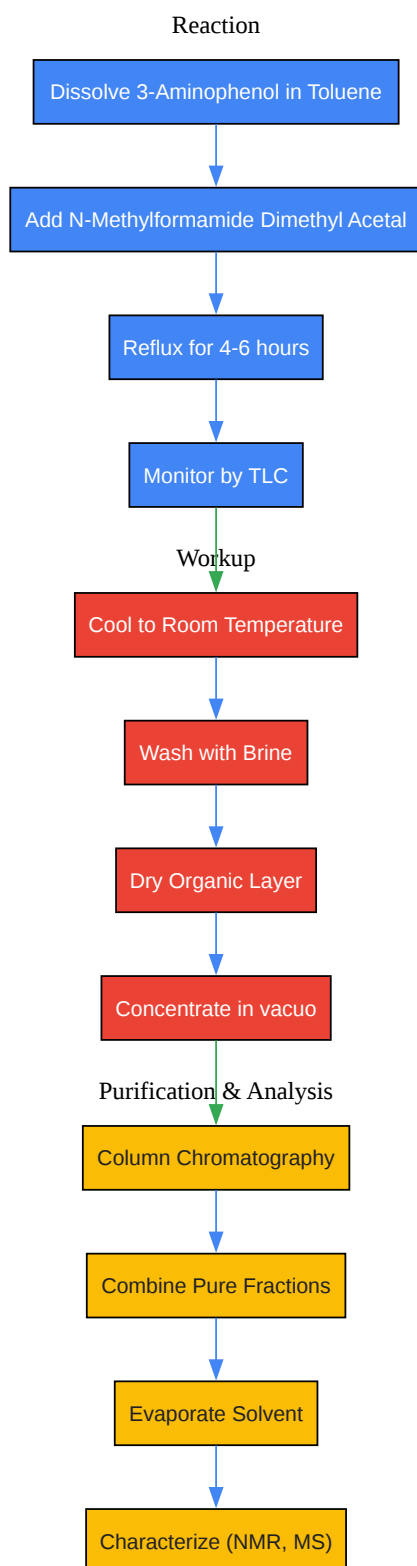 Reaction
Dissolve 3-Aminophenol in Toluene
Add N-Methylformamide Dimethyl Acetal
Reflux for 4-6 hours
Monitor by TLC
Workup
Cool to Room Temperature
Wash with Brine
Dry Organic Layer
Concentrate in vacuo
Purification & Analysis
Column Chromatography
Combine Pure Fractions
Evaporate Solvent
Characterize (NMR, MS)